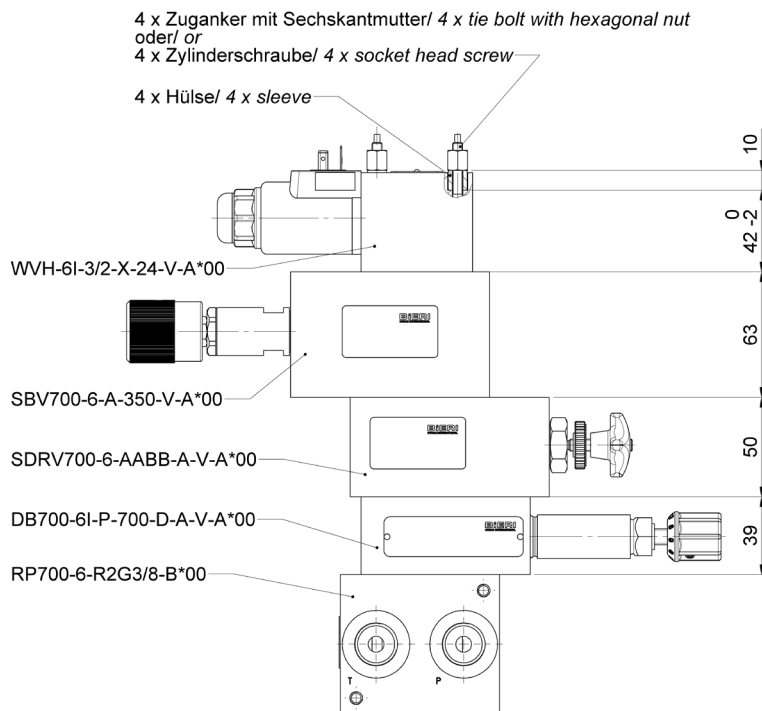 4 x Zuganker mit Sechskantmutter/ 4 x tie bolt with hexagonal nut
oder/ or
4 x Zylinderschraube/ 4 x socket head screw
4 x Hülse/ 4 x sleeve
10
0
42 -2
WVH-6I-3/2-X-24-V-A*00
BiERI
63
SBV700-6-A-350-V-A*00
BiERI
SDRV700-6-AABB-A-V-A*00
50
DB700-6I-P-700-D-A-V-A*00
BiERI
39
RP700-6-R2G3/8-B*00
T P